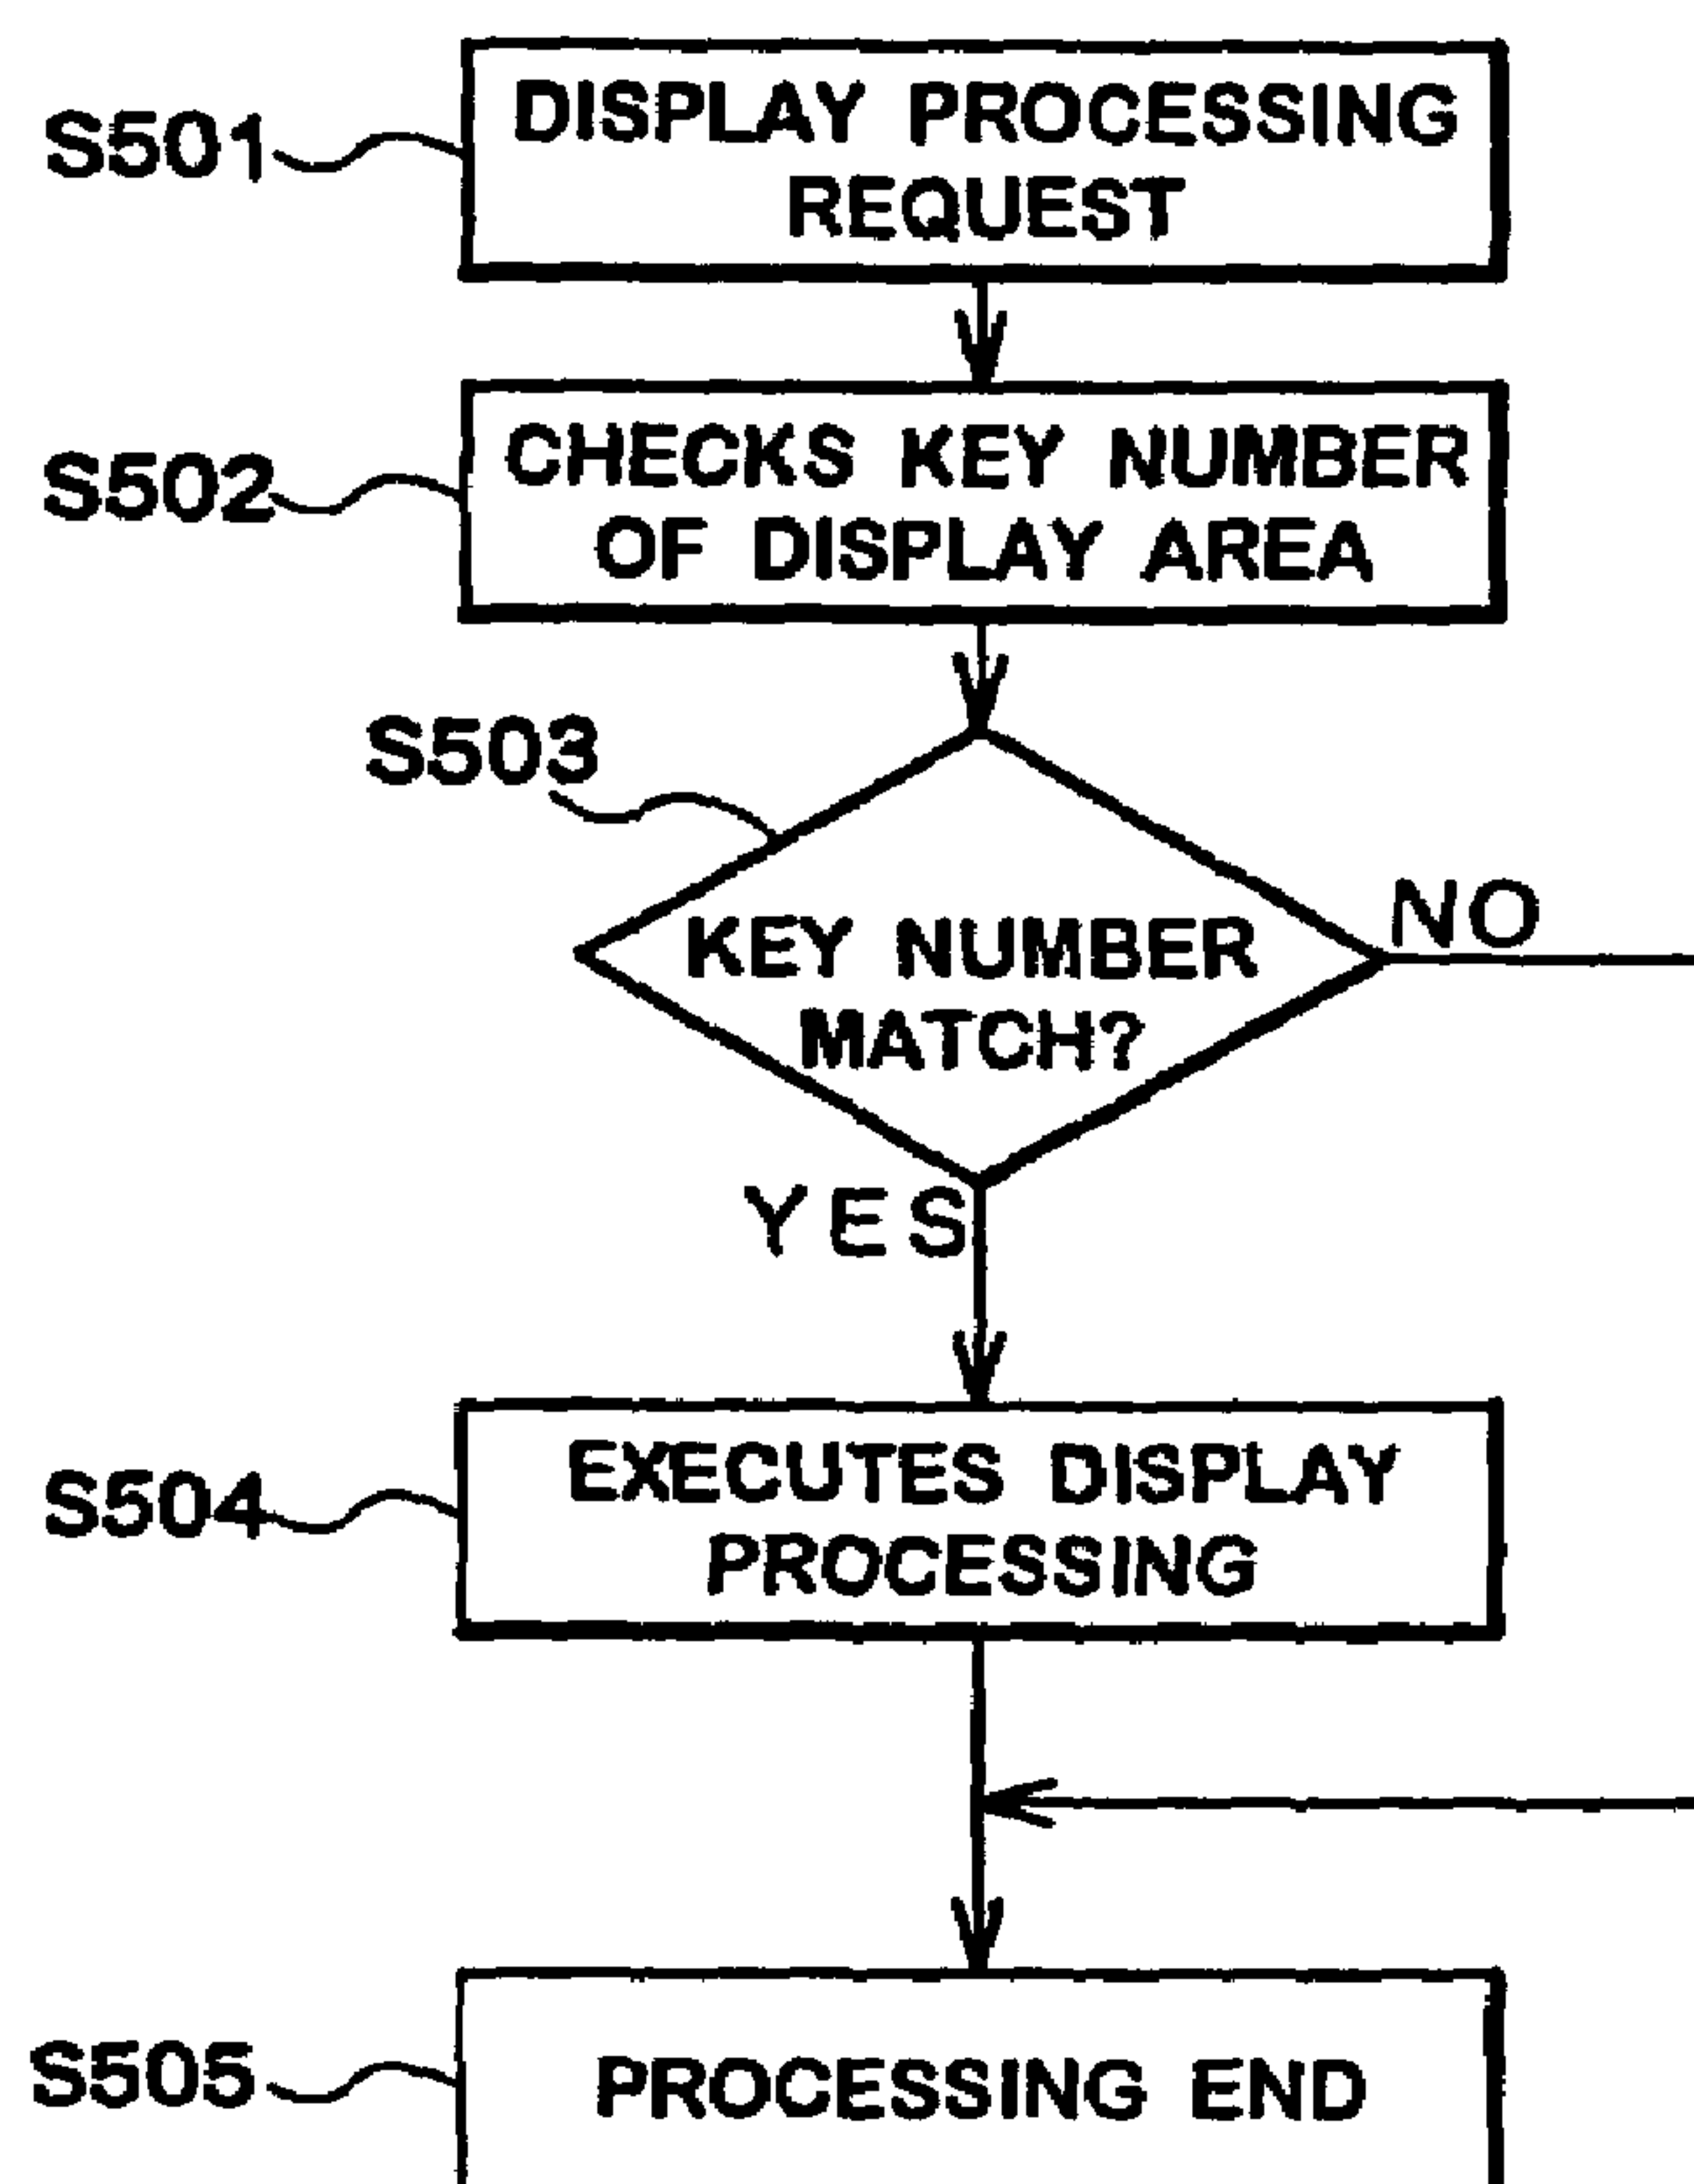 S501
DISPLAY PROCESSING
REQUEST
S502
CHECKS KEY NUMBER
OF DISPLAY AREA
S503
KEY NUMBER
MATCH?
NO
YES
S504
EXECUTES DISPLAY
PROCESSING
S505
PROCESSING END